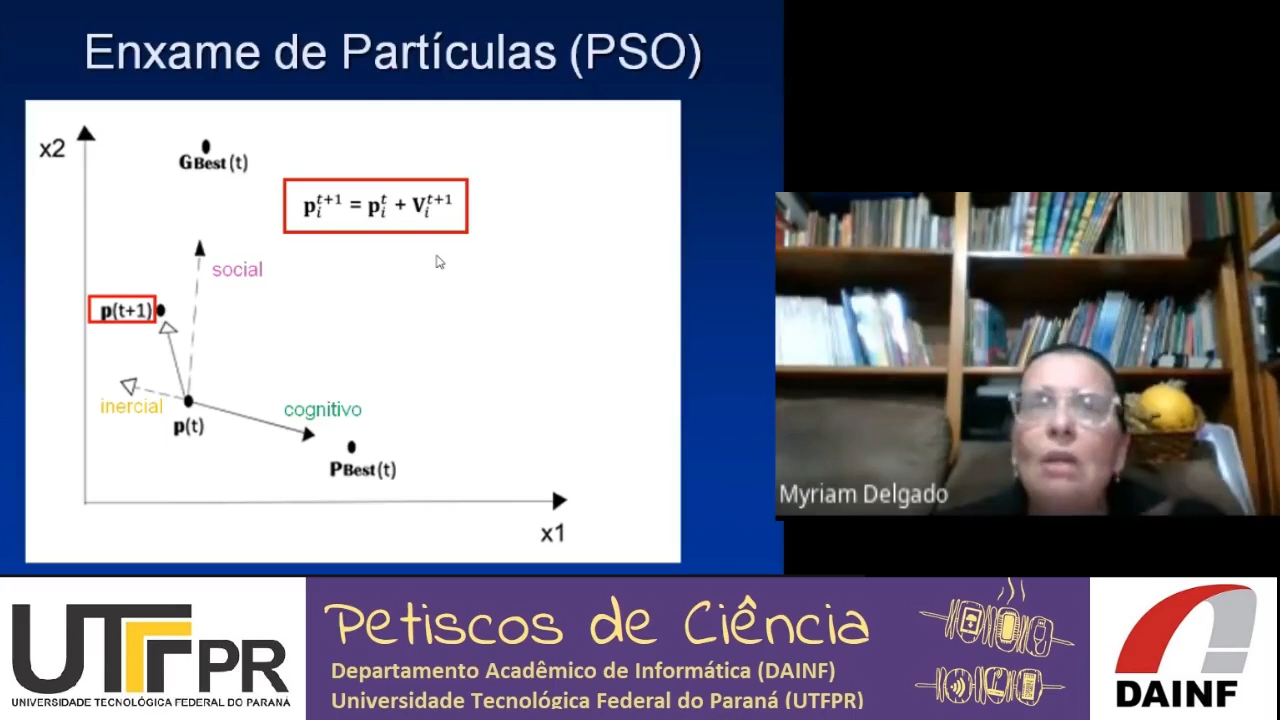 Enxame de Partículas (PSO)
x2
GBest(t)
p_i^{t+1} = p_i^t + V_i^{t+1}
social
p(t+1)
inercial
cognitivo
p(t)
PBest(t)
x1
Myriam Delgado
UTFPR
UNIVERSIDADE TECNOLÓGICA FEDERAL DO PARANÁ
Petiscos de Ciência
Departamento Acadêmico de Informática (DAINF)
Universidade Tecnológica Federal do Paraná (UTFPR)
DAINF